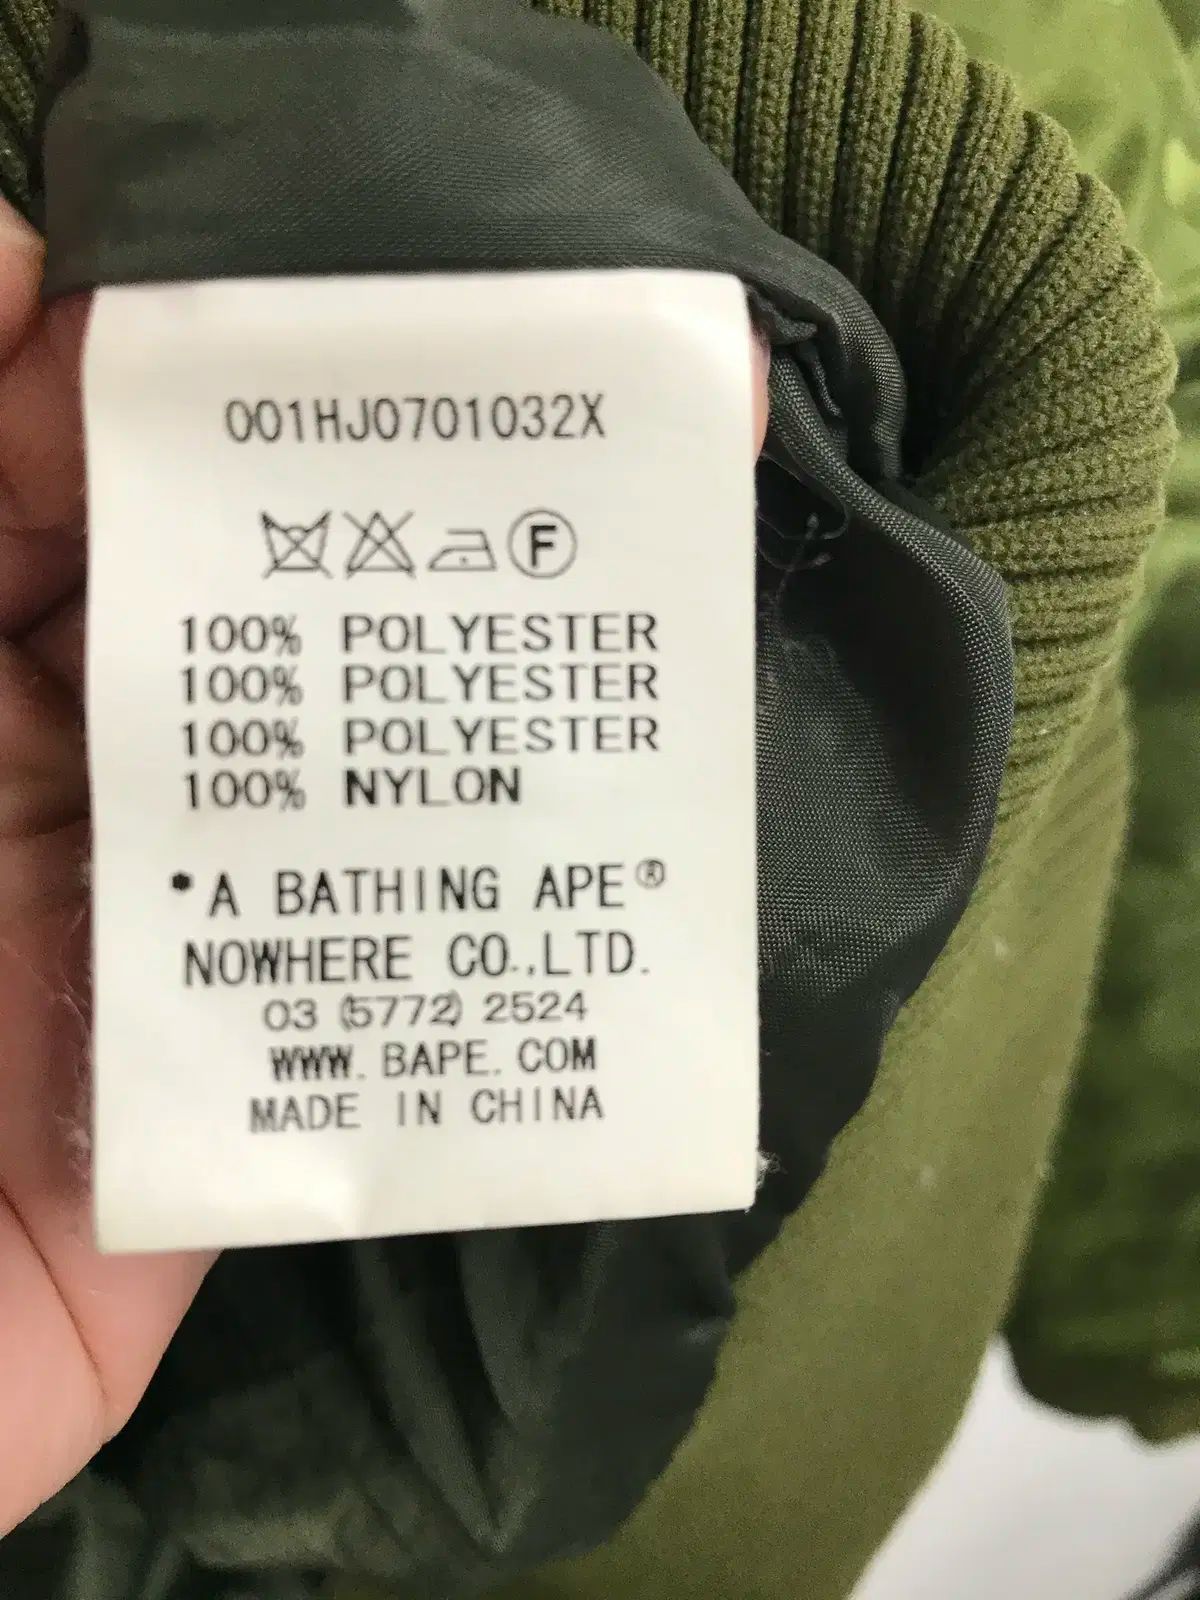 001HJ0701032X
F
100% POLYESTER
100% POLYESTER
100% POLYESTER
100% NYLON
*A BATHING APE®
NOWHERE CO.,LTD.
03 (5772) 2524
WWW. BAPE. COM
MADE IN CHINA